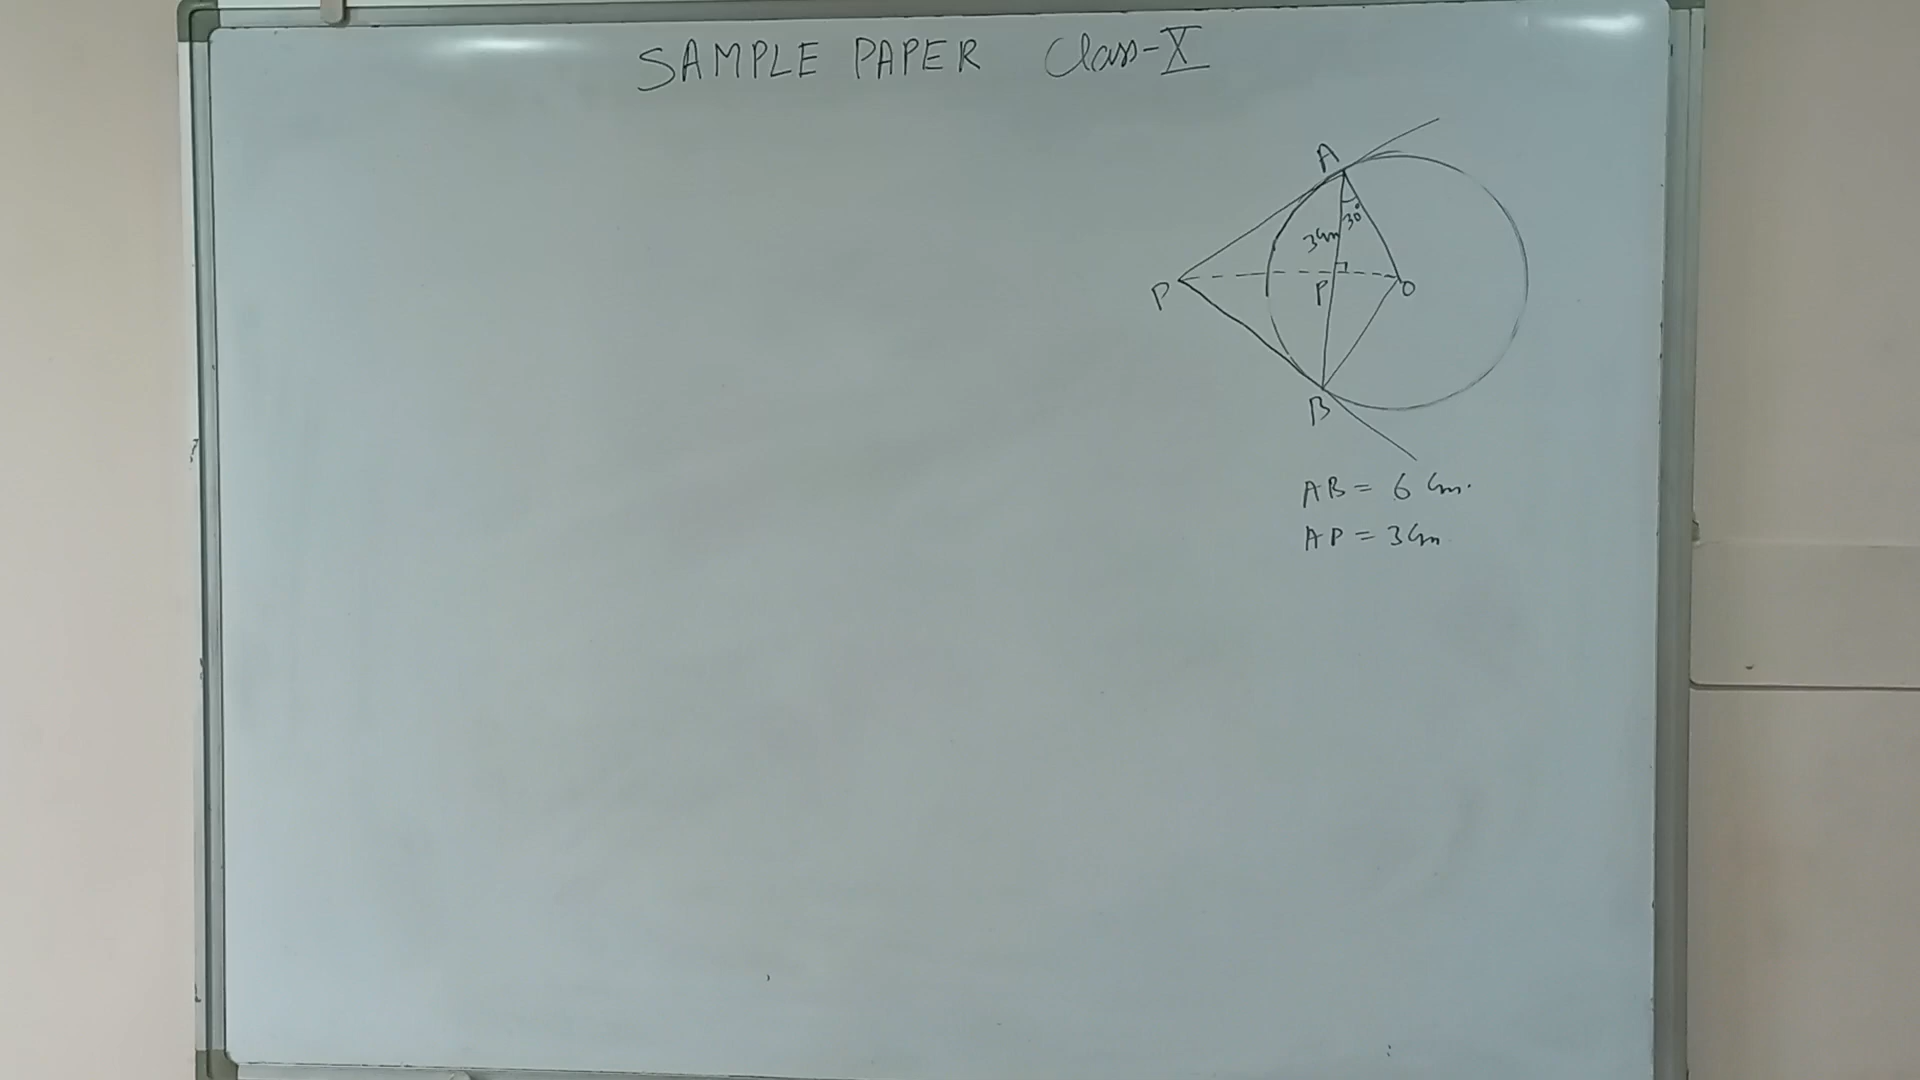 SAMPLE PAPER Class-X
A
30°
3cm
P
P
O
B
AB = 6 cm.
AP = 3cm